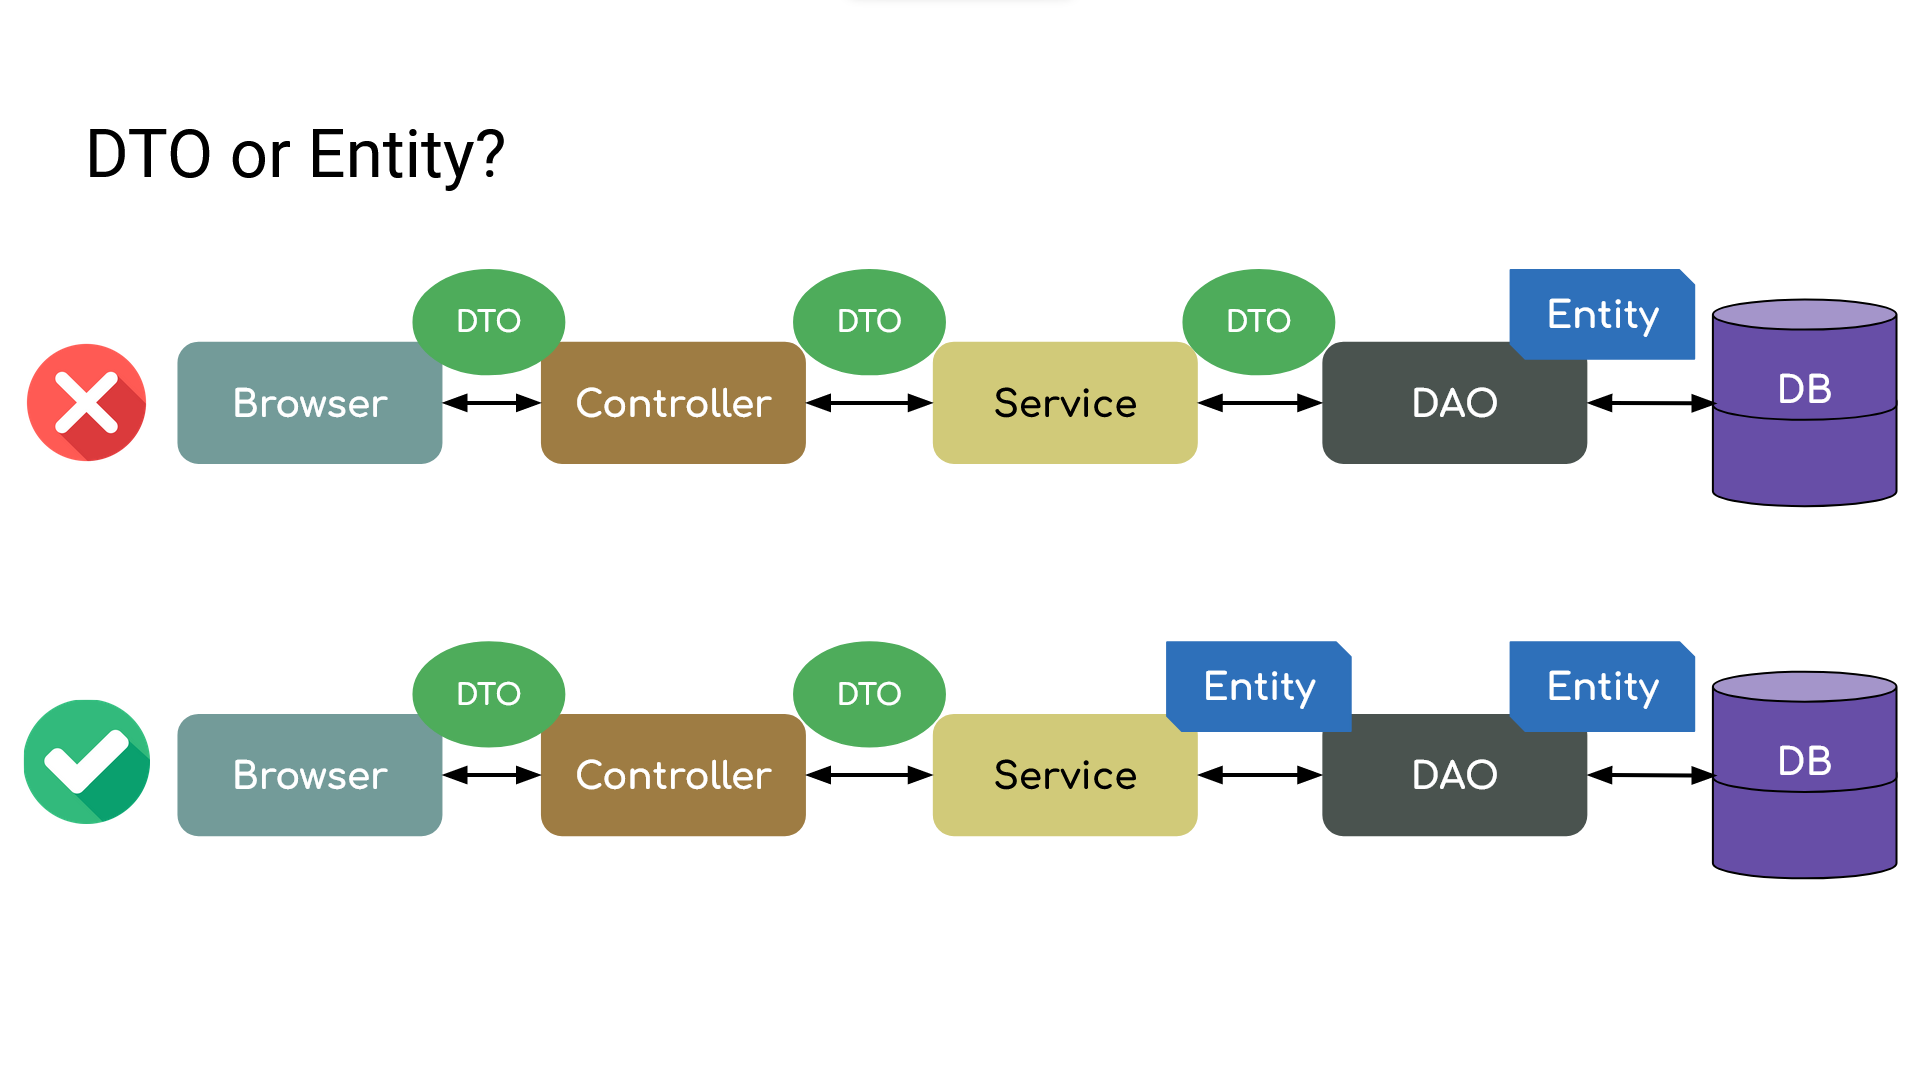 DTO or Entity?
DTO
DTO
DTO
Entity
Browser
Controller
Service
DAO
DB
DTO
DTO
Entity
Entity
Browser
Controller
Service
DAO
DB